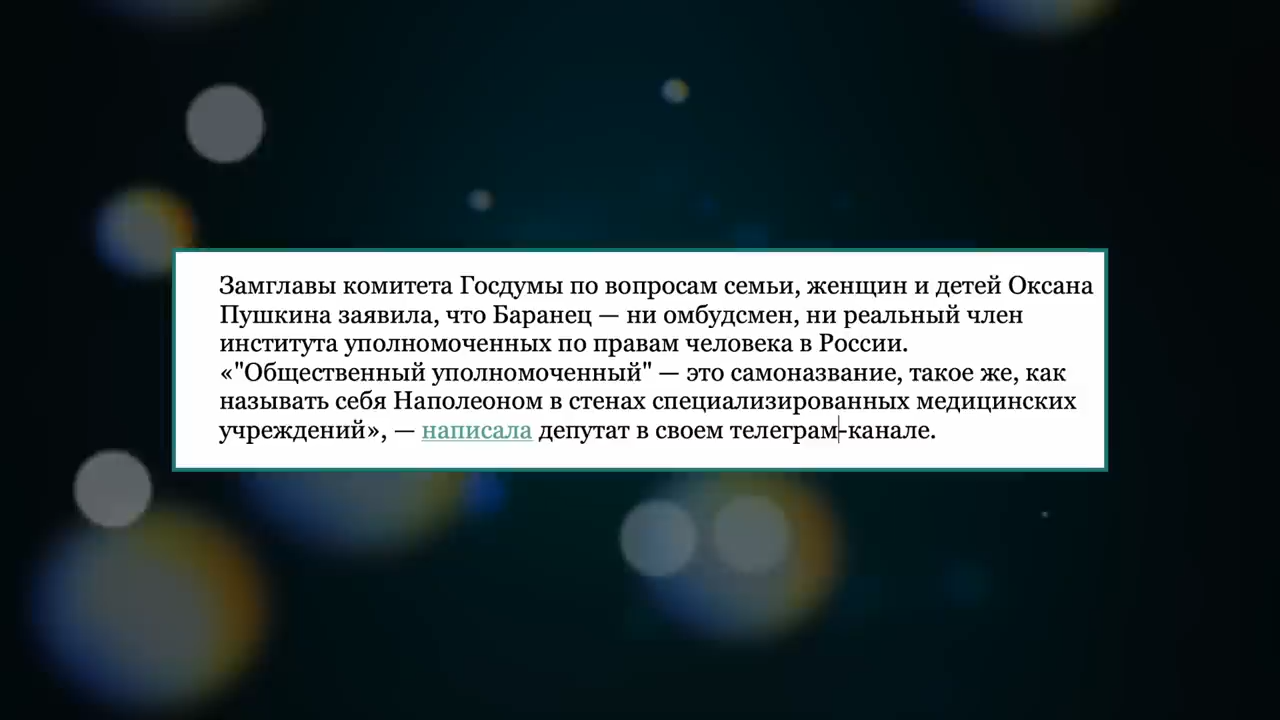 Замглавы комитета Госдумы по вопросам семьи, женщин и детей Оксана
Пушкина заявила, что Баранец — ни омбудсмен, ни реальный член
института уполномоченных по правам человека в России.
«"Общественный уполномоченный" — это самоназвание, такое же, как
называть себя Наполеоном в стенах специализированных медицинских
учреждений», — написала депутат в своем телеграм-канале.